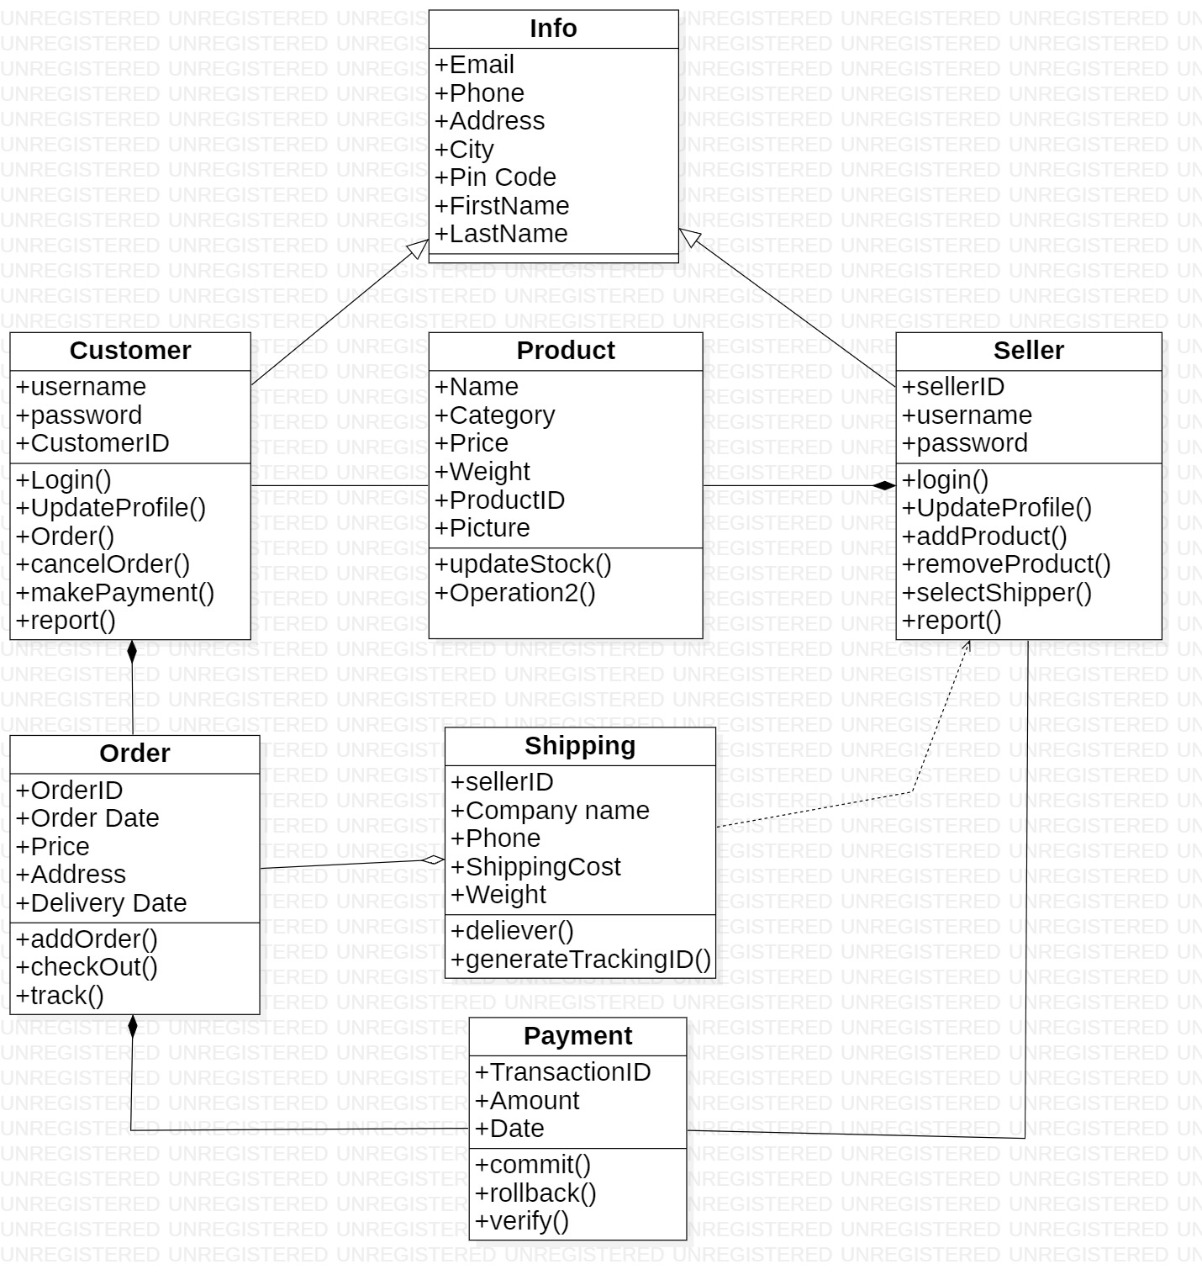 Info
+Email
+Phone
+Address
+City
+Pin Code
+FirstName
+LastName
Customer
+username
+password
+CustomerID
+Login()
+UpdateProfile()
+Order()
+cancelOrder()
+makePayment()
+report()
Product
+Name
+Category
+Price
+Weight
+ProductID
+Picture
+updateStock()
+Operation2()
Seller
+sellerID
+username
+password
+login()
+UpdateProfile()
+addProduct()
+removeProduct()
+selectShipper()
+report()
Order
+OrderID
+Order Date
+Price
+Address
+Delivery Date
+addOrder()
+checkOut()
+track()
Shipping
+sellerID
+Company name
+Phone
+ShippingCost
+Weight
+deliever()
+generateTrackingID()
Payment
+TransactionID
+Amount
+Date
+commit()
+rollback()
+verify()
UNREGISTERED